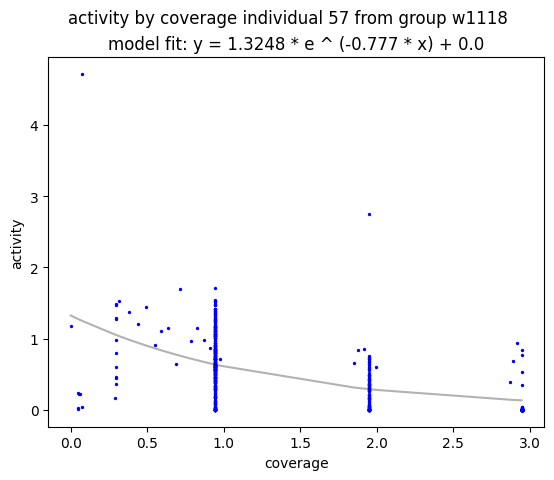 activity by coverage individual 57 from group w1118
model fit: y = 1.3248 * e ^ (-0.777 * x) + 0.0
4
3
2
1
0
activity
0.0 0.5 1.0 1.5 2.0 2.5 3.0
coverage